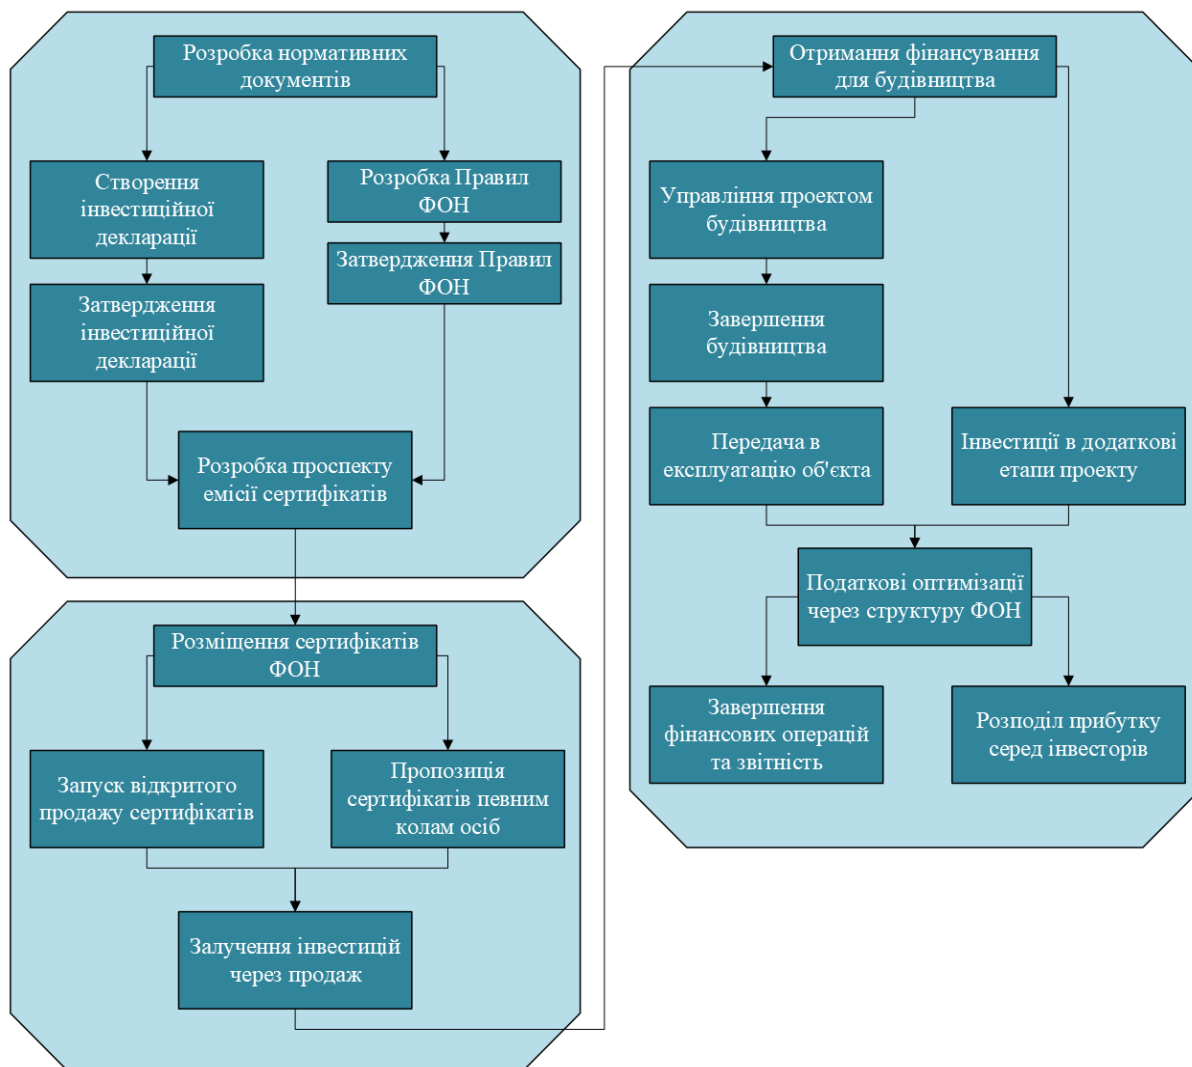 Розробка нормативних
документів
Створення
інвестиційної
декларації
Розробка Правил
ФОН
Затвердження Правил
ФОН
Затвердження
інвестиційної
декларації
Розробка проспекту
емісії сертифікатів
Розміщення сертифікатів
ФОН
Запуск відкритого
продажу сертифікатів
Пропозиція
сертифікатів певним
колам осіб
Залучення інвестицій
через продаж
Отримання фінансування
для будівництва
Управління проектом
будівництва
Завершення
будівництва
Передача в
експлуатацію об'єкта
Інвестиції в додаткові
етапи проекту
Податкові оптимізації
через структуру ФОН
Завершення
фінансових операцій
та звітність
Розподіл прибутку
серед інвесторів